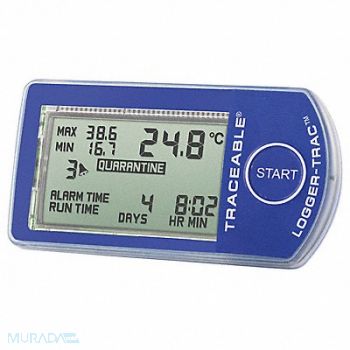 MAX 38.6 24.8°C
MIN 16.7
3 QUARANTINE
ALARM TIME 4 8:02
RUN TIME DAYS HR MIN
TRACEABLE®
LOGGER-TRAC™
START
MURADA